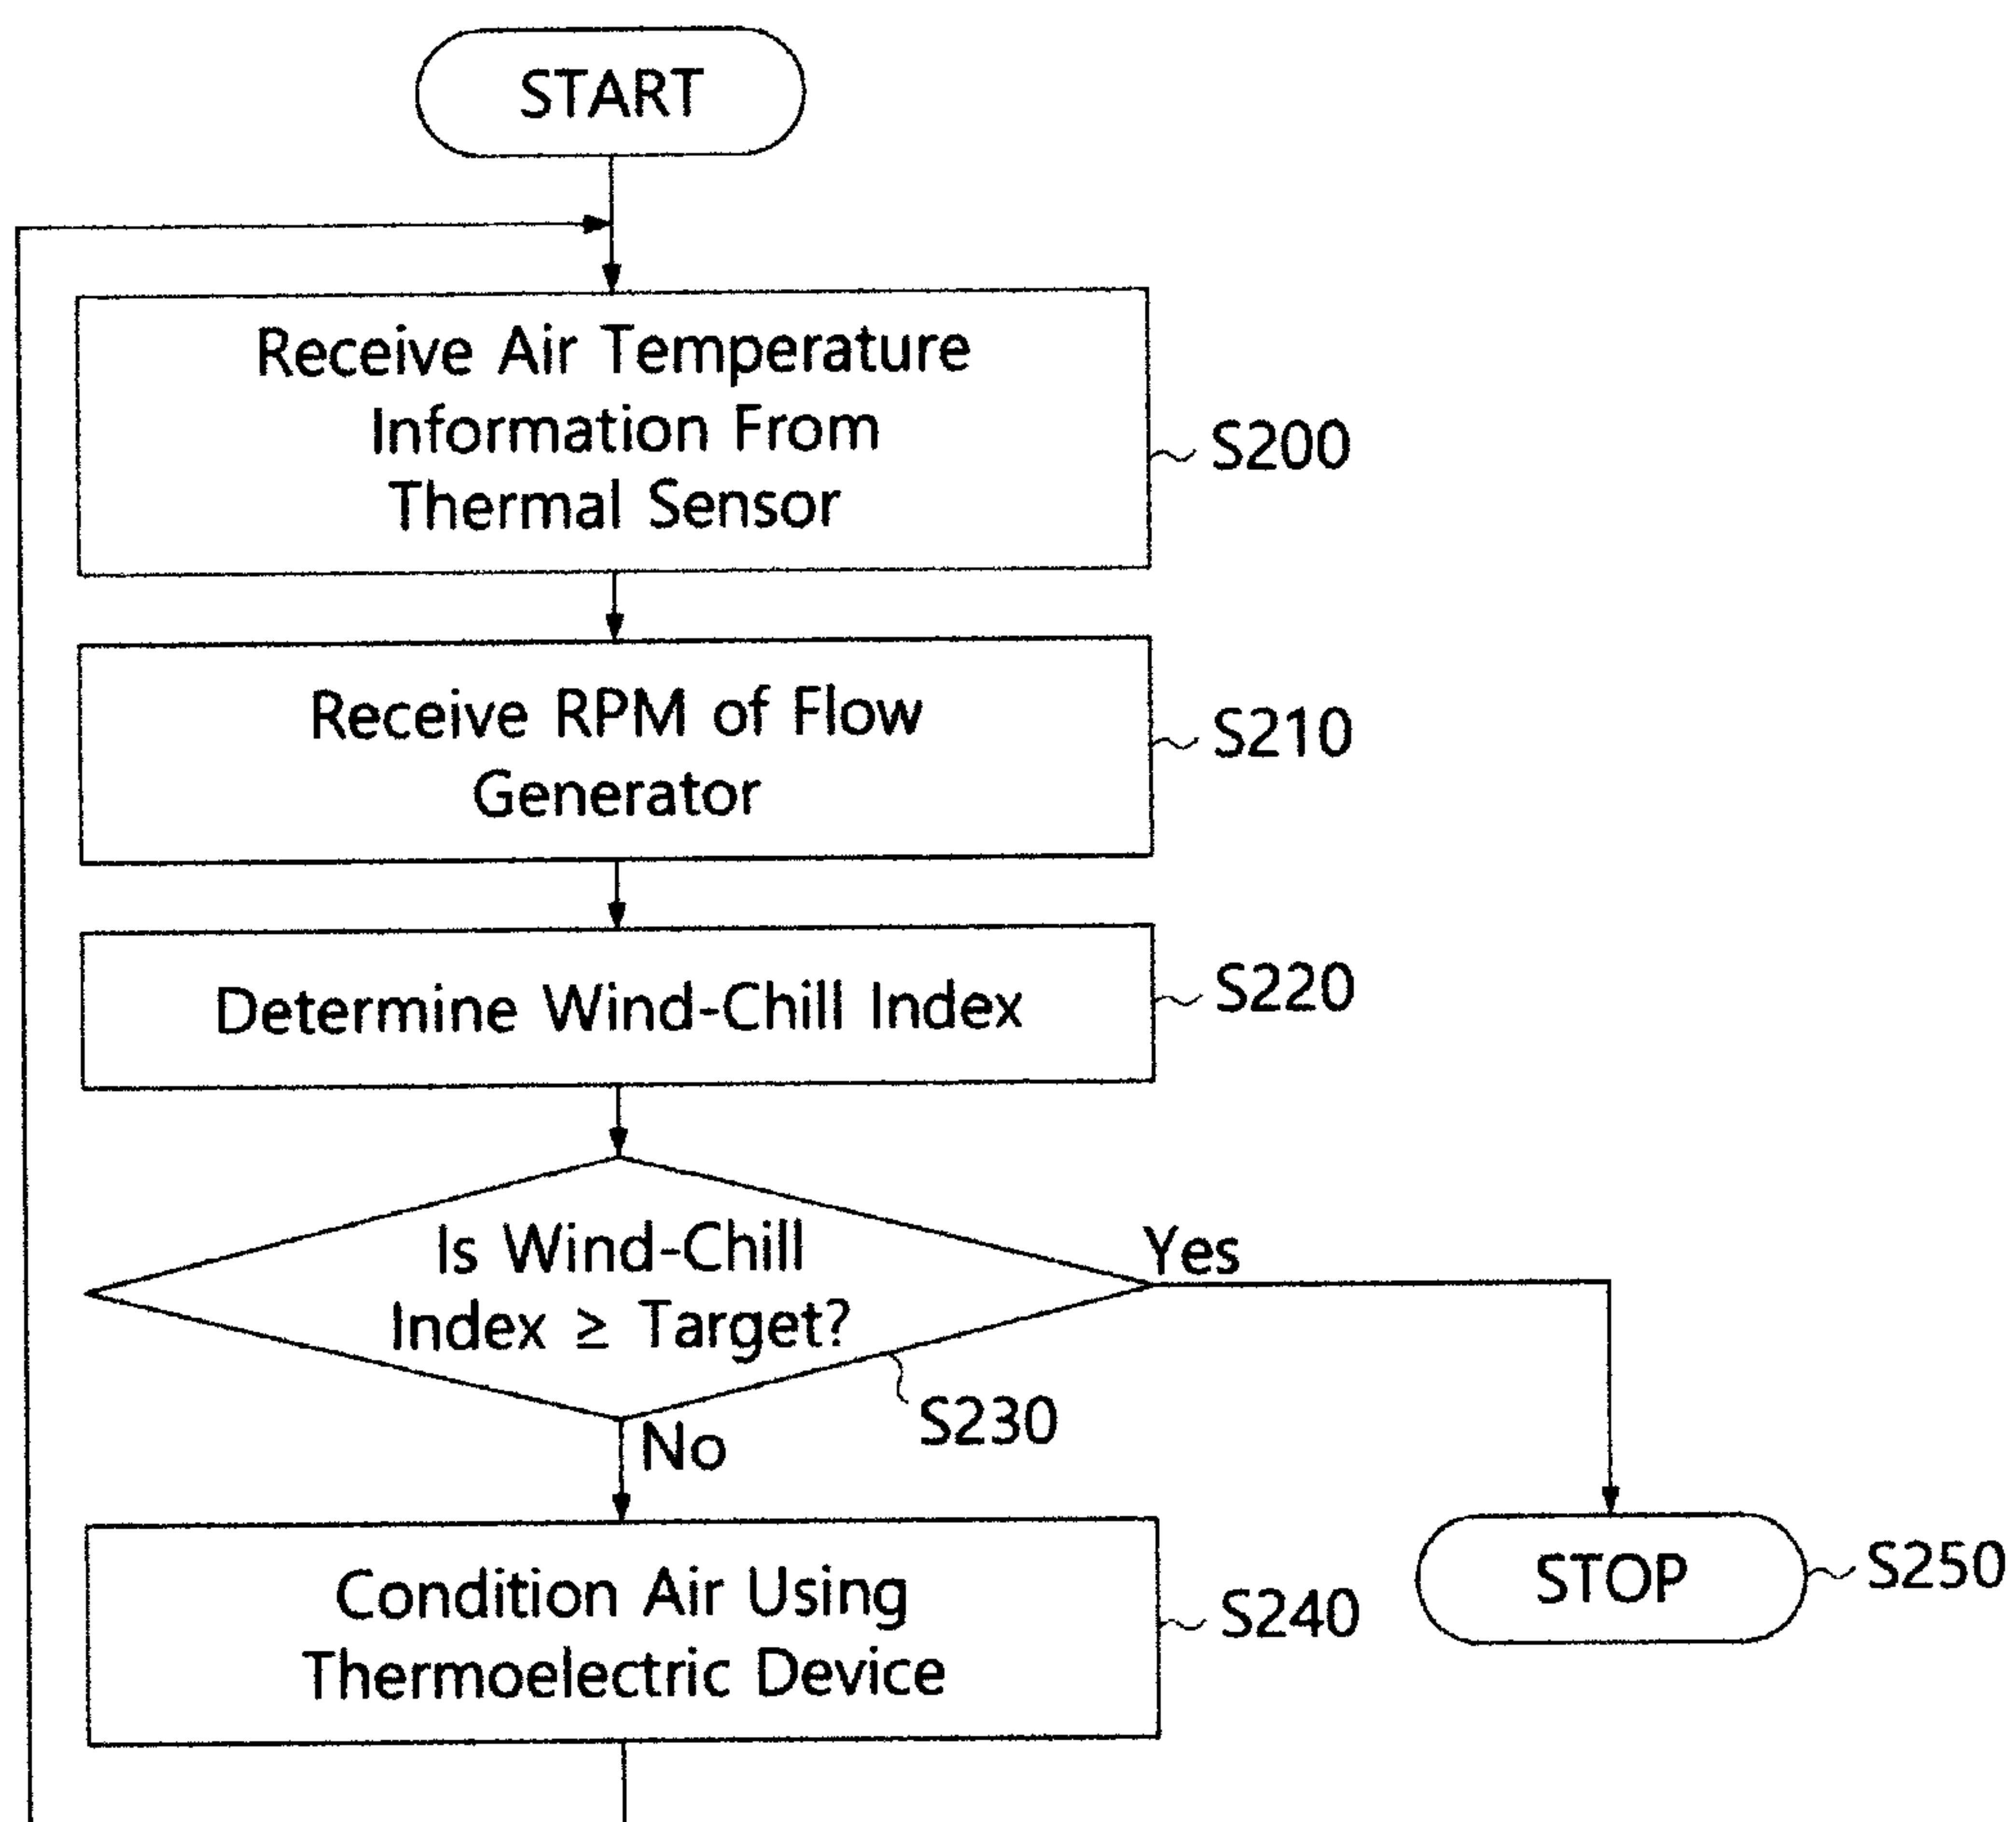 START
Receive Air Temperature
Information From
Thermal Sensor
S200
Receive RPM of Flow
Generator
S210
Determine Wind-Chill Index
S220
Is Wind-Chill
Index ≥ Target?
Yes
S230
No
Condition Air Using
Thermoelectric Device
S240
STOP
S250